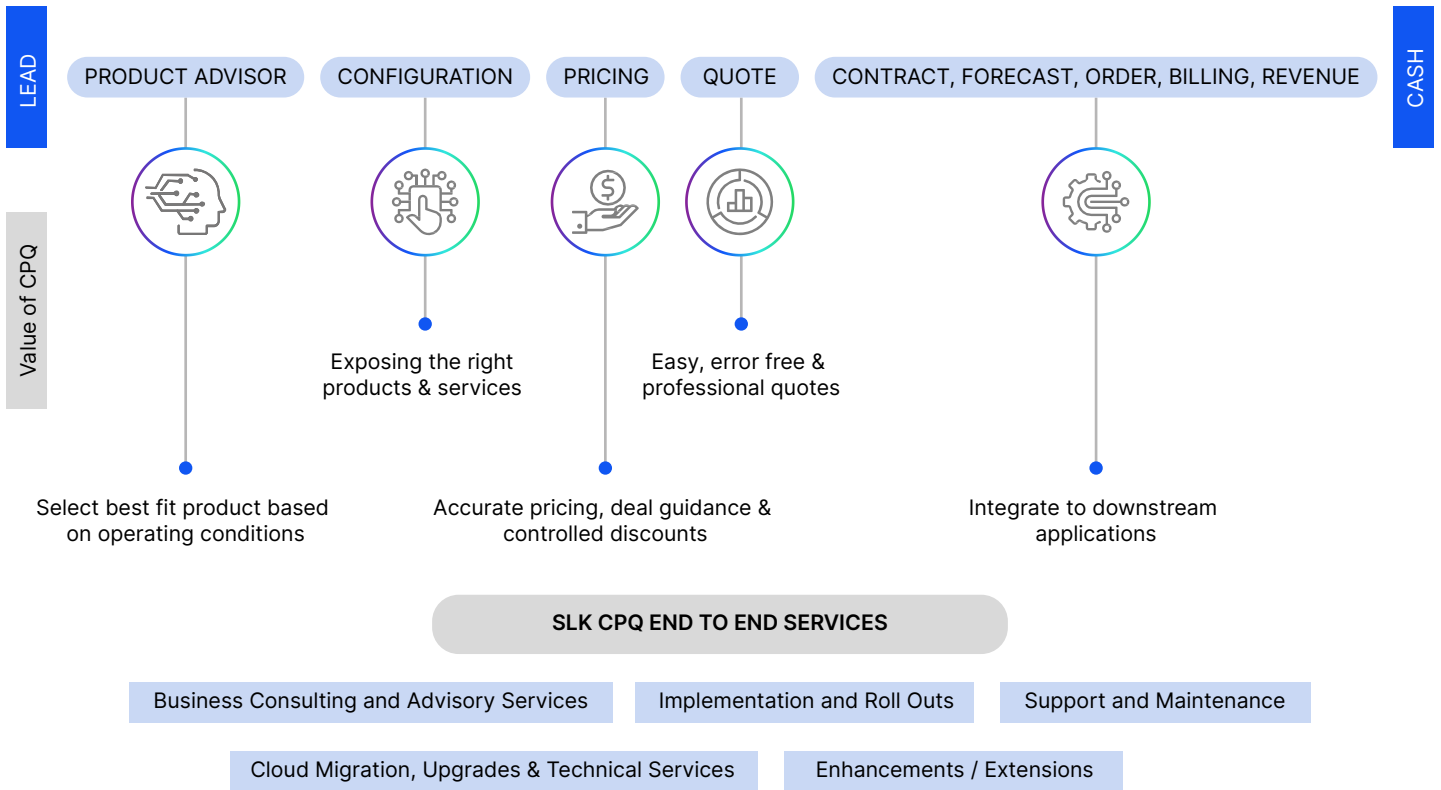 LEAD
PRODUCT ADVISOR
CONFIGURATION
PRICING
QUOTE
CONTRACT, FORECAST, ORDER, BILLING, REVENUE
CASH
Value of CPQ
Exposing the right
products & services
Easy, error free &
professional quotes
Select best fit product based
on operating conditions
Accurate pricing, deal guidance &
controlled discounts
Integrate to downstream
applications
SLK CPQ END TO END SERVICES
Business Consulting and Advisory Services
Implementation and Roll Outs
Support and Maintenance
Cloud Migration, Upgrades & Technical Services
Enhancements / Extensions